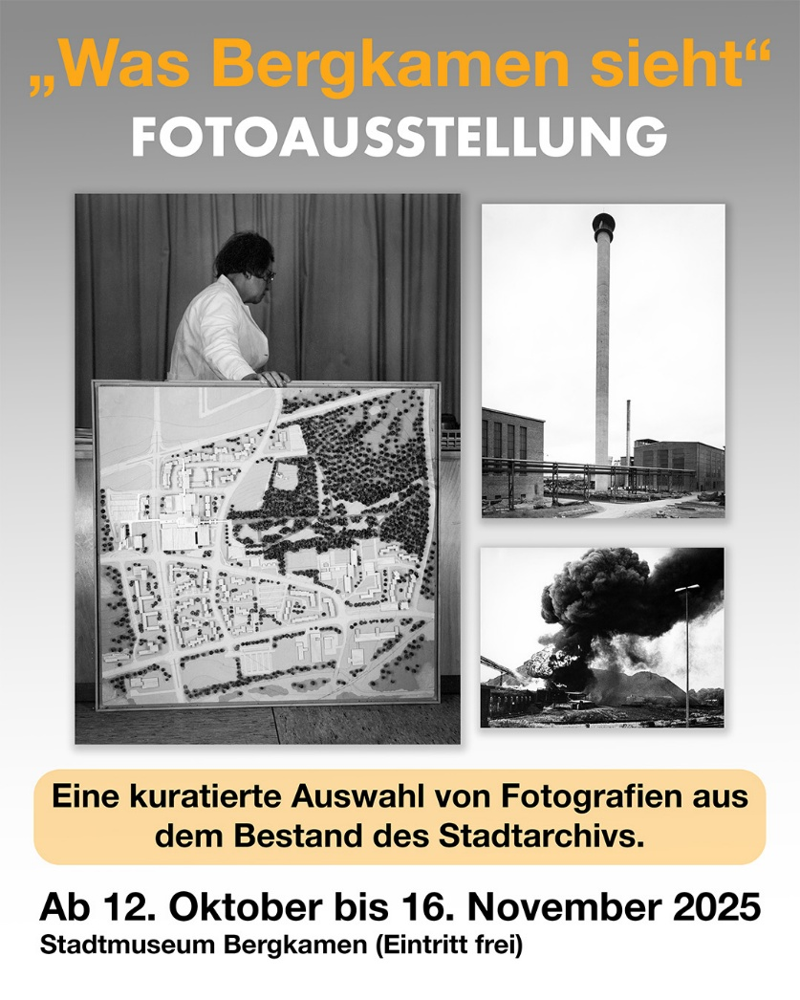 „Was Bergkamen sieht“
FOTOAUSSTELLUNG
Eine kuratierte Auswahl von Fotografien aus
dem Bestand des Stadtarchivs.
Ab 12. Oktober bis 16. November 2025
Stadtmuseum Bergkamen (Eintritt frei)